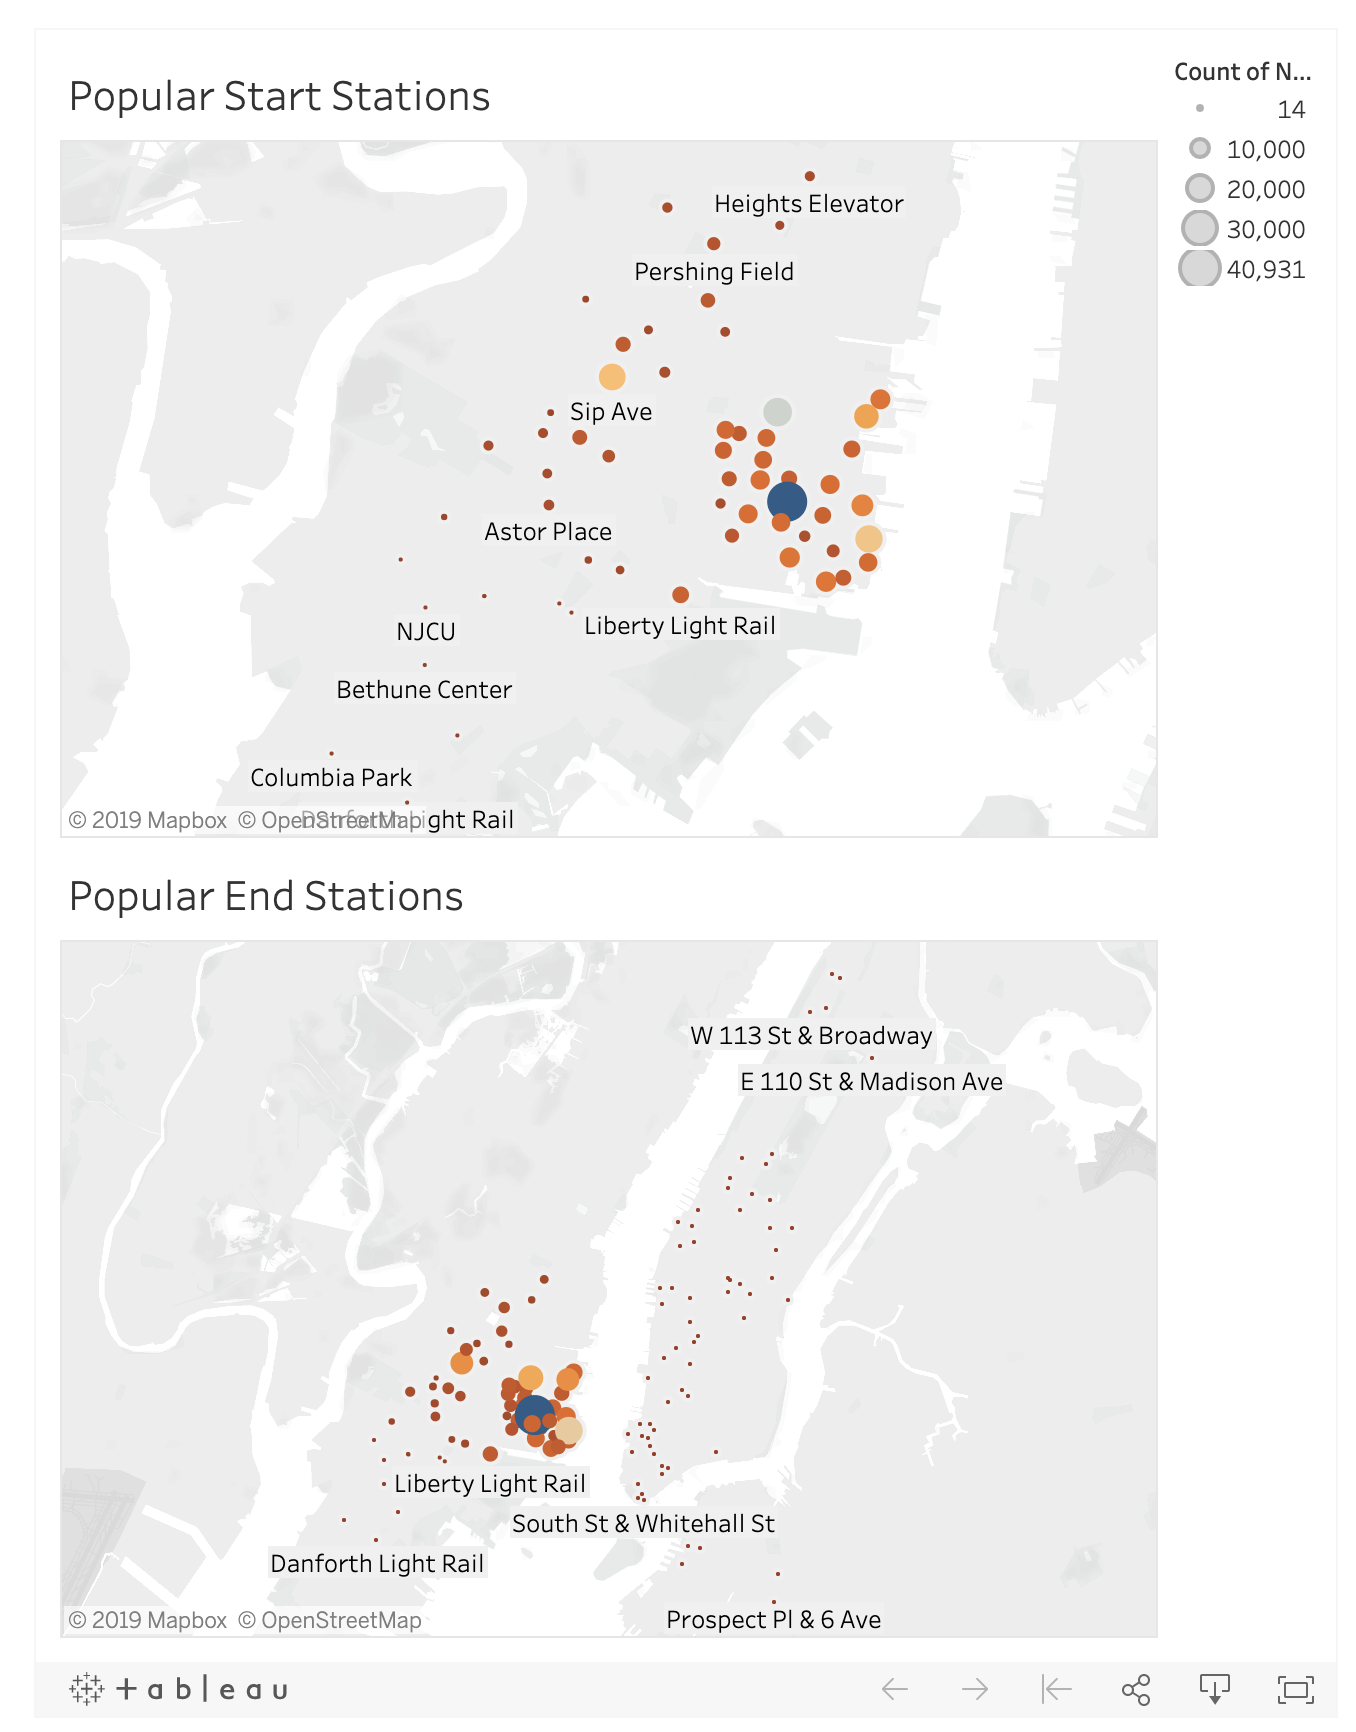 Popular Start Stations
Count of N...
14
10,000
20,000
30,000
40,931
Heights Elevator
Pershing Field
Sip Ave
Astor Place
Liberty Light Rail
NJCU
Bethune Center
Columbia Park
© 2019 Mapbox © OpenStreetMap
Danforth Light Rail
Popular End Stations
W 113 St & Broadway
E 110 St & Madison Ave
Liberty Light Rail
South St & Whitehall St
Danforth Light Rail
Prospect Pl & 6 Ave
© 2019 Mapbox © OpenStreetMap
+ a b l e a u